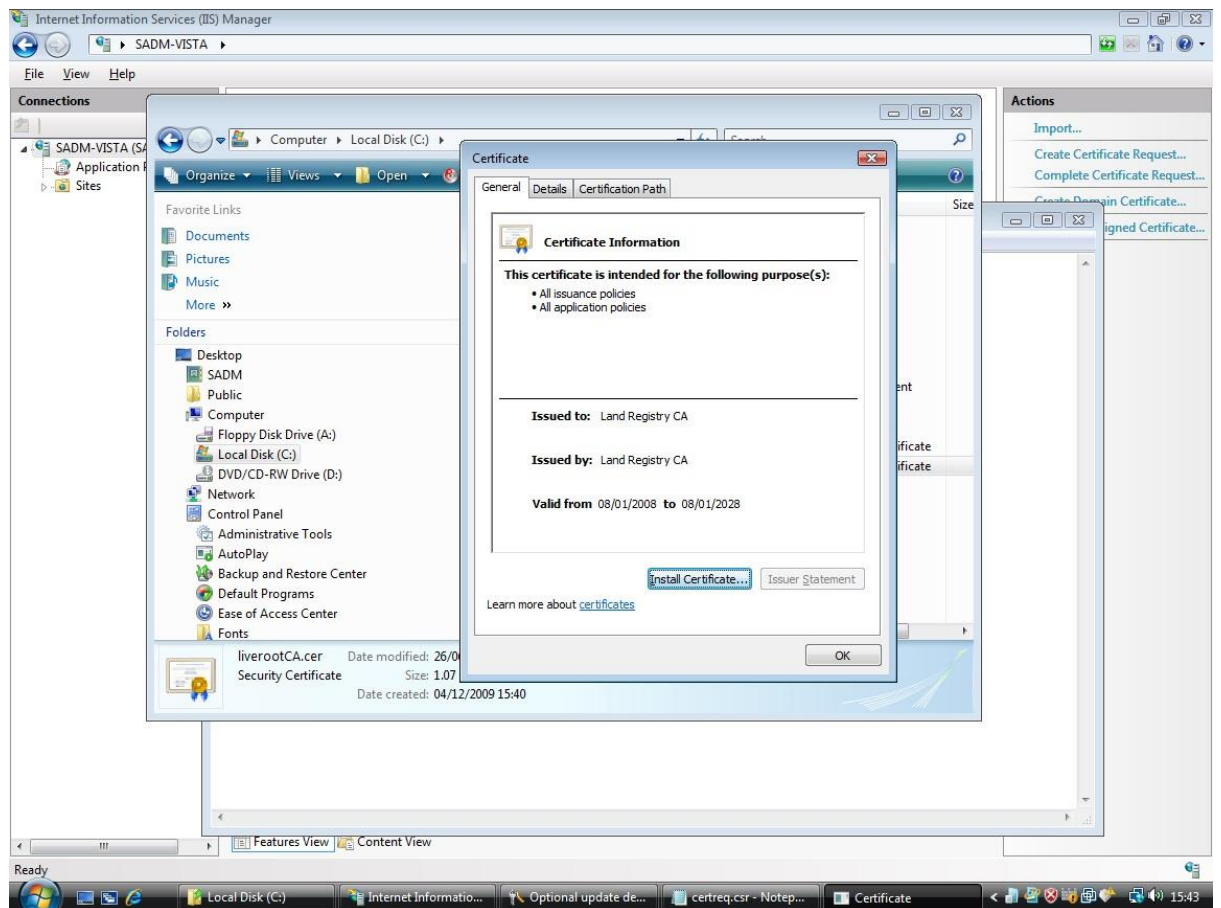 Internet Information Services (IIS) Manager
SADM-VISTA
File View Help
Connections
SADM-VISTA (SA
Application P
Sites
Computer Local Disk (C:)
Organize Views Open
Size
Favorite Links
Documents
Pictures
Music
More »
Folders
Desktop
SADM
Public
Computer
Floppy Disk Drive (A:)
Local Disk (C:)
DVD/CD-RW Drive (D:)
Network
Control Panel
Administrative Tools
AutoPlay
Backup and Restore Center
Default Programs
Ease of Access Center
Fonts
ent
ificate
ificate
liverootCA.cer Date modified: 26/0
Security Certificate Size: 1.07
Date created: 04/12/2009 15:40
Certificate
General Details Certification Path
Certificate Information
This certificate is intended for the following purpose(s):
• All issuance policies
• All application policies
Issued to: Land Registry CA
Issued by: Land Registry CA
Valid from 08/01/2008 to 08/01/2028
Install Certificate... Issuer Statement
Learn more about certificates
OK
Actions
Import...
Create Certificate Request...
Complete Certificate Request...
Create Domain Certificate...
igned Certificate...
Features View Content View
Ready
Local Disk (C:) Internet Informatio... Optional update de... certreq.csr - Notep... Certificate 15:43